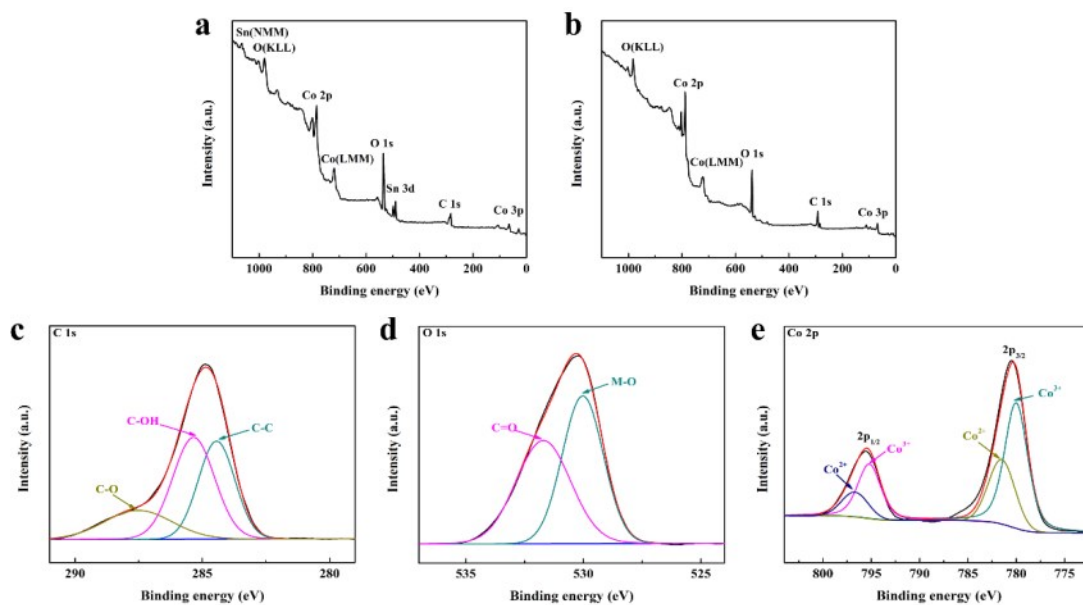 a
Sn(NMM)
O(KLL)
Co 2p
Co(LMM)
O 1s
Sn 3d
C 1s
Co 3p
Intensity (a.u.)
1000 800 600 400 200 0
Binding energy (eV)
b
O(KLL)
Co 2p
Co(LMM)
O 1s
C 1s
Co 3p
Intensity (a.u.)
1000 800 600 400 200 0
Binding energy (eV)
c
C 1s
C-OH
C-C
C-O
Intensity (a.u.)
290 285 280
Binding energy (eV)
d
O 1s
M-O
C=O
Intensity (a.u.)
535 530 525
Binding energy (eV)
e
Co 2p
2p3/2
Co3+
Co2+
2p1/2
Co3+
Co2+
Intensity (a.u.)
800 795 790 785 780 775
Binding energy (eV)